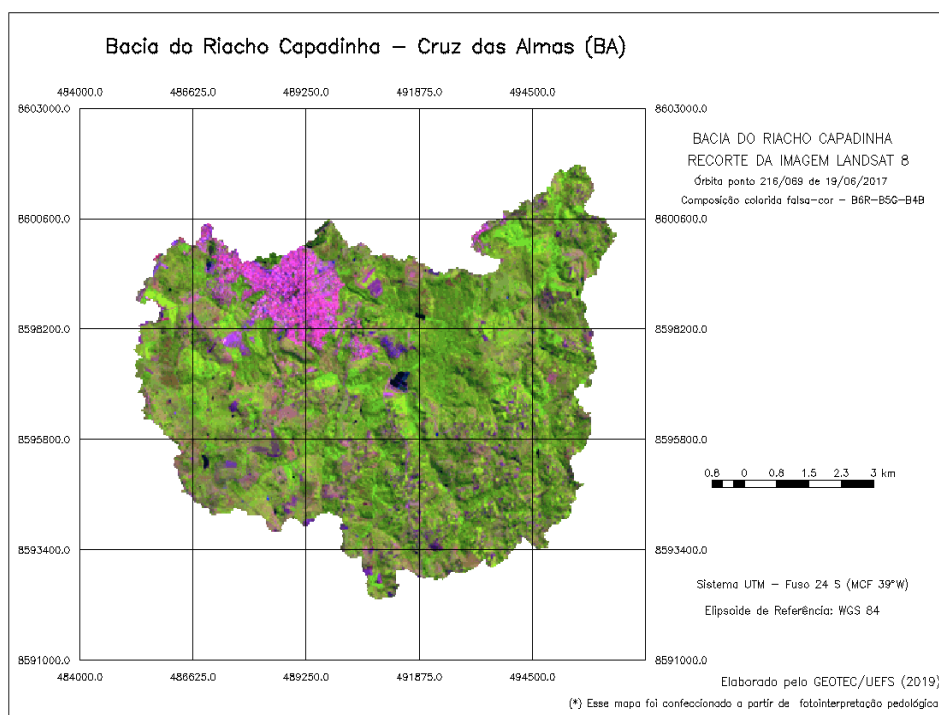 Bacia do Riacho Capadinha - Cruz das Almas (BA)
484000.0 486625.0 489250.0 491875.0 494500.0
8603000.0 8603000.0
BACIA DO RIACHO CAPADINHA
RECORTE DA IMAGEM LANDSAT 8
Órbita ponto 216/069 de 19/06/2017
Composição colorida falsa-cor - B6R-B5G-B4B
8600600.0 8600600.0
8598200.0 8598200.0
8595800.0 8595800.0
0.8 0 0.8 1.5 2.3 3 km
8593400.0 8593400.0
Sistema UTM - Fuso 24 S (MCF 39°W)
Elipsoide de Referência: WGS 84
8591000.0 8591000.0
484000.0 486625.0 489250.0 491875.0 494500.0
Elaborado pelo GEOTEC/UEFS (2019)
(*) Esse mapa foi confeccionado a partir de fotointerpretação pedológica